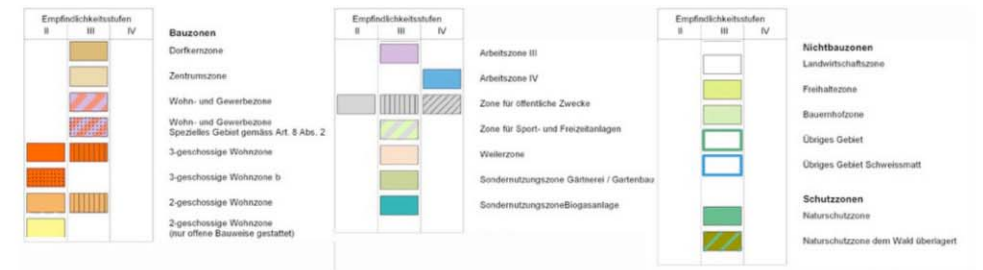 Empfindlichkeitsstufen
II III IV
Bauzonen
Dorfkernzone
Zentrumszone
Wohn- und Gewerbezone
Wohn- und Gewerbezone
Spezielles Gebiet gemäss Art. 8 Abs. 2
3-geschossige Wohnzone
3-geschossige Wohnzone b
2-geschossige Wohnzone
2-geschossige Wohnzone
(nur offene Bauweise gestattet)
Empfindlichkeitsstufen
II III IV
Arbeitszone III
Arbeitszone IV
Zone für öffentliche Zwecke
Zone für Sport- und Freizeitanlagen
Weilerzone
Sondernutzungszone Gärtnerei / Gartenbau
SondernutzungszoneBiogasanlage
Empfindlichkeitsstufen
II III IV
Nichtbauzonen
Landwirtschaftszone
Freihaltezone
Bauernhofzone
Übriges Gebiet
Übriges Gebiet Schweissmatt
Schutzzonen
Naturschutzzone
Naturschutzzone dem Wald überlagert